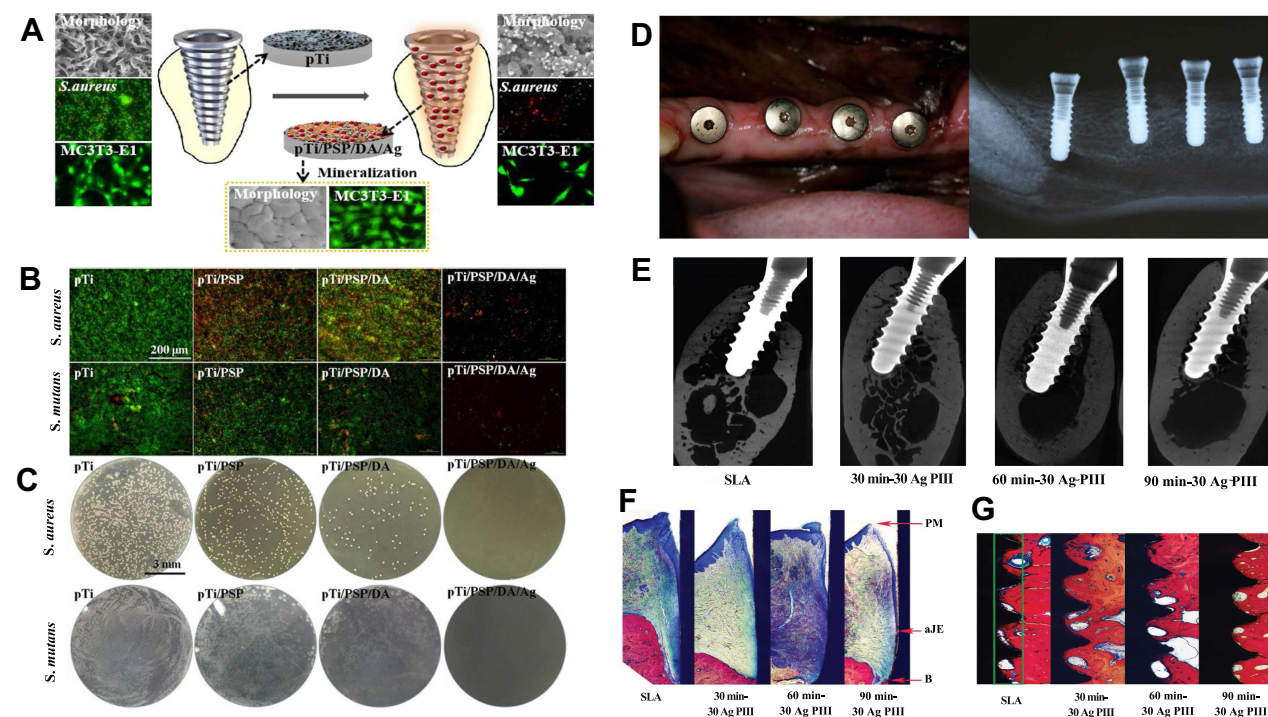 A
Morphology
S.aureus
MC3T3-E1
pTi
pTi/PSP/DA/Ag
Mineralization
Morphology
MC3T3-E1
Morphology
S.aureus
MC3T3-E1
B
S. aureus
pTi
pTi/PSP
pTi/PSP/DA
pTi/PSP/DA/Ag
200 μm
S. mutans
pTi
pTi/PSP
pTi/PSP/DA
pTi/PSP/DA/Ag
C
S. aureus
pTi
pTi/PSP
pTi/PSP/DA
pTi/PSP/DA/Ag
3 mm
S. mutans
pTi
pTi/PSP
pTi/PSP/DA
pTi/PSP/DA/Ag
D
E
SLA
30 min-30 Ag PIII
60 min-30 Ag-PIII
90 min-30 Ag PIII
F
PM
aJE
B
SLA
30 min-
30 Ag PIII
60 min-
30 Ag PIII
90 min-
30 Ag PIII
G
SLA
30 min-
30 Ag PIII
60 min-
30 Ag PIII
90 min-
30 Ag PIII